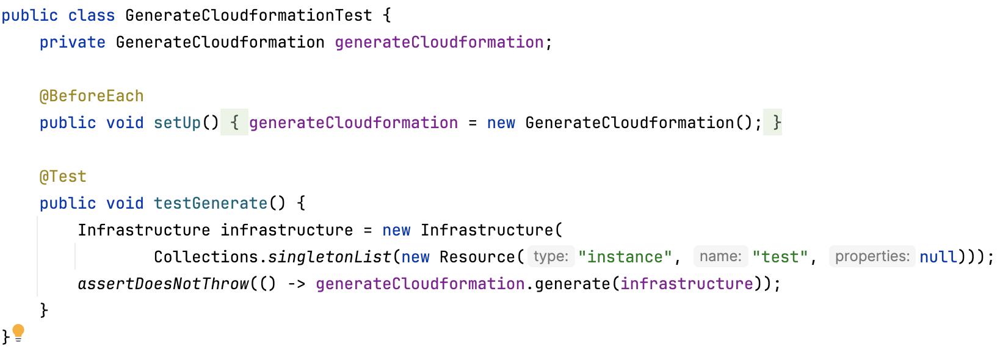 public class GenerateCloudformationTest {
    private GenerateCloudformation generateCloudformation;
    @BeforeEach
    public void setUp() { generateCloudformation = new GenerateCloudformation(); }
    @Test
    public void testGenerate() {
        Infrastructure infrastructure = new Infrastructure(
                Collections.singletonList(new Resource( type: "instance", name: "test", properties: null)));
        assertDoesNotThrow(() -> generateCloudformation.generate(infrastructure));
    }
}